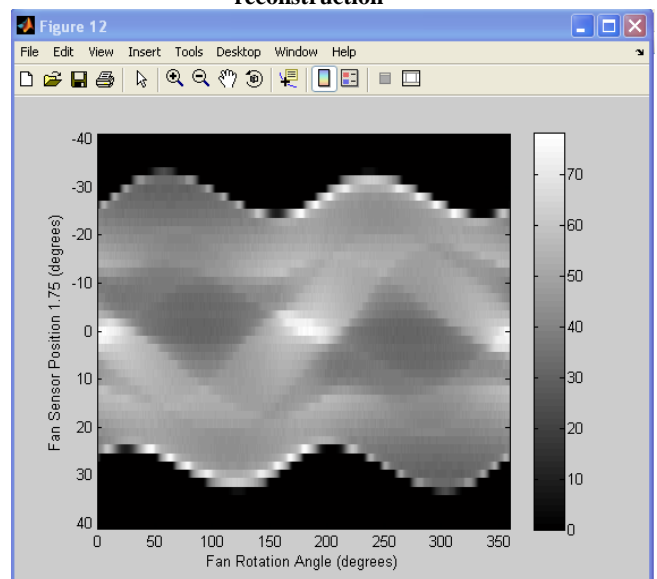 reconstruction
Figure 12
File Edit View Insert Tools Desktop Window Help
-40
-30
-20
-10
0
10
20
30
40
0 50 100 150 200 250 300 350
Fan Sensor Position 1.75 (degrees)
Fan Rotation Angle (degrees)
70
60
50
40
30
20
10
0